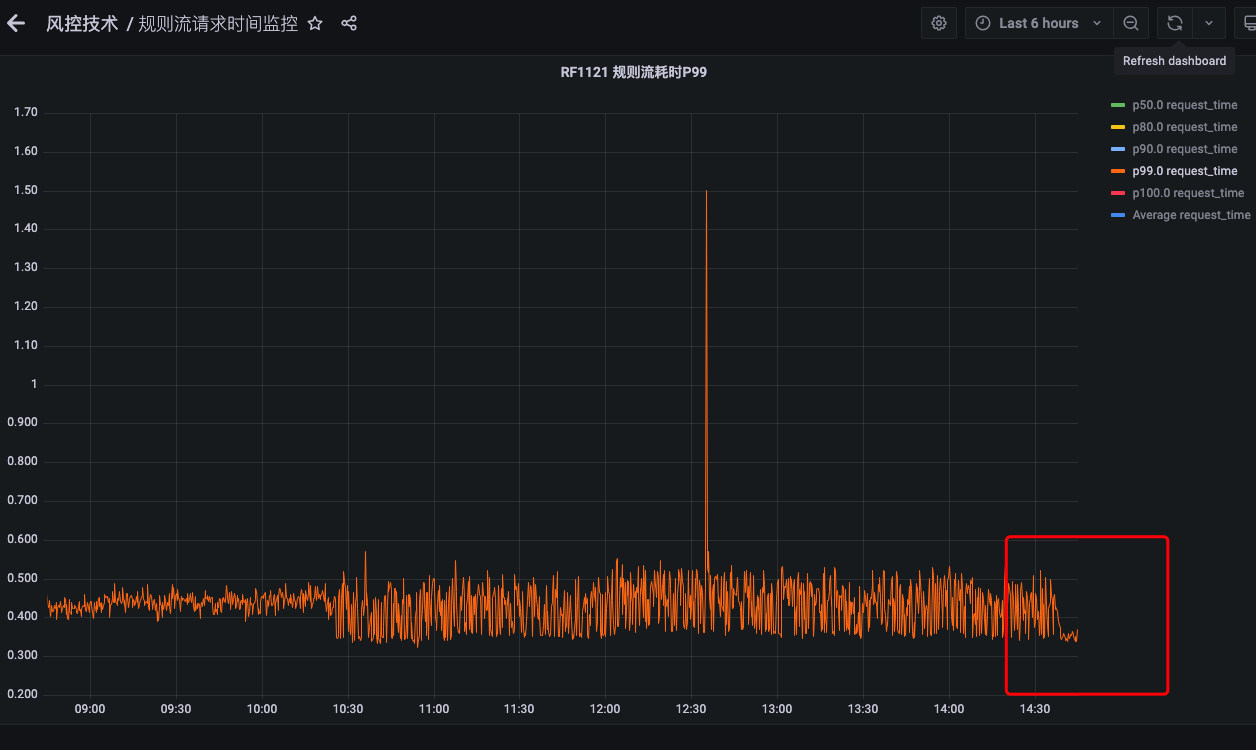 风控技术 / 规则流请求时间监控
Last 6 hours
Refresh dashboard
RF1121 规则流耗时P99
1.70
1.60
1.50
1.40
1.30
1.20
1.10
1
0.900
0.800
0.700
0.600
0.500
0.400
0.300
0.200
09:00 09:30 10:00 10:30 11:00 11:30 12:00 12:30 13:00 13:30 14:00 14:30
p50.0 request_time
p80.0 request_time
p90.0 request_time
p99.0 request_time
p100.0 request_time
Average request_time